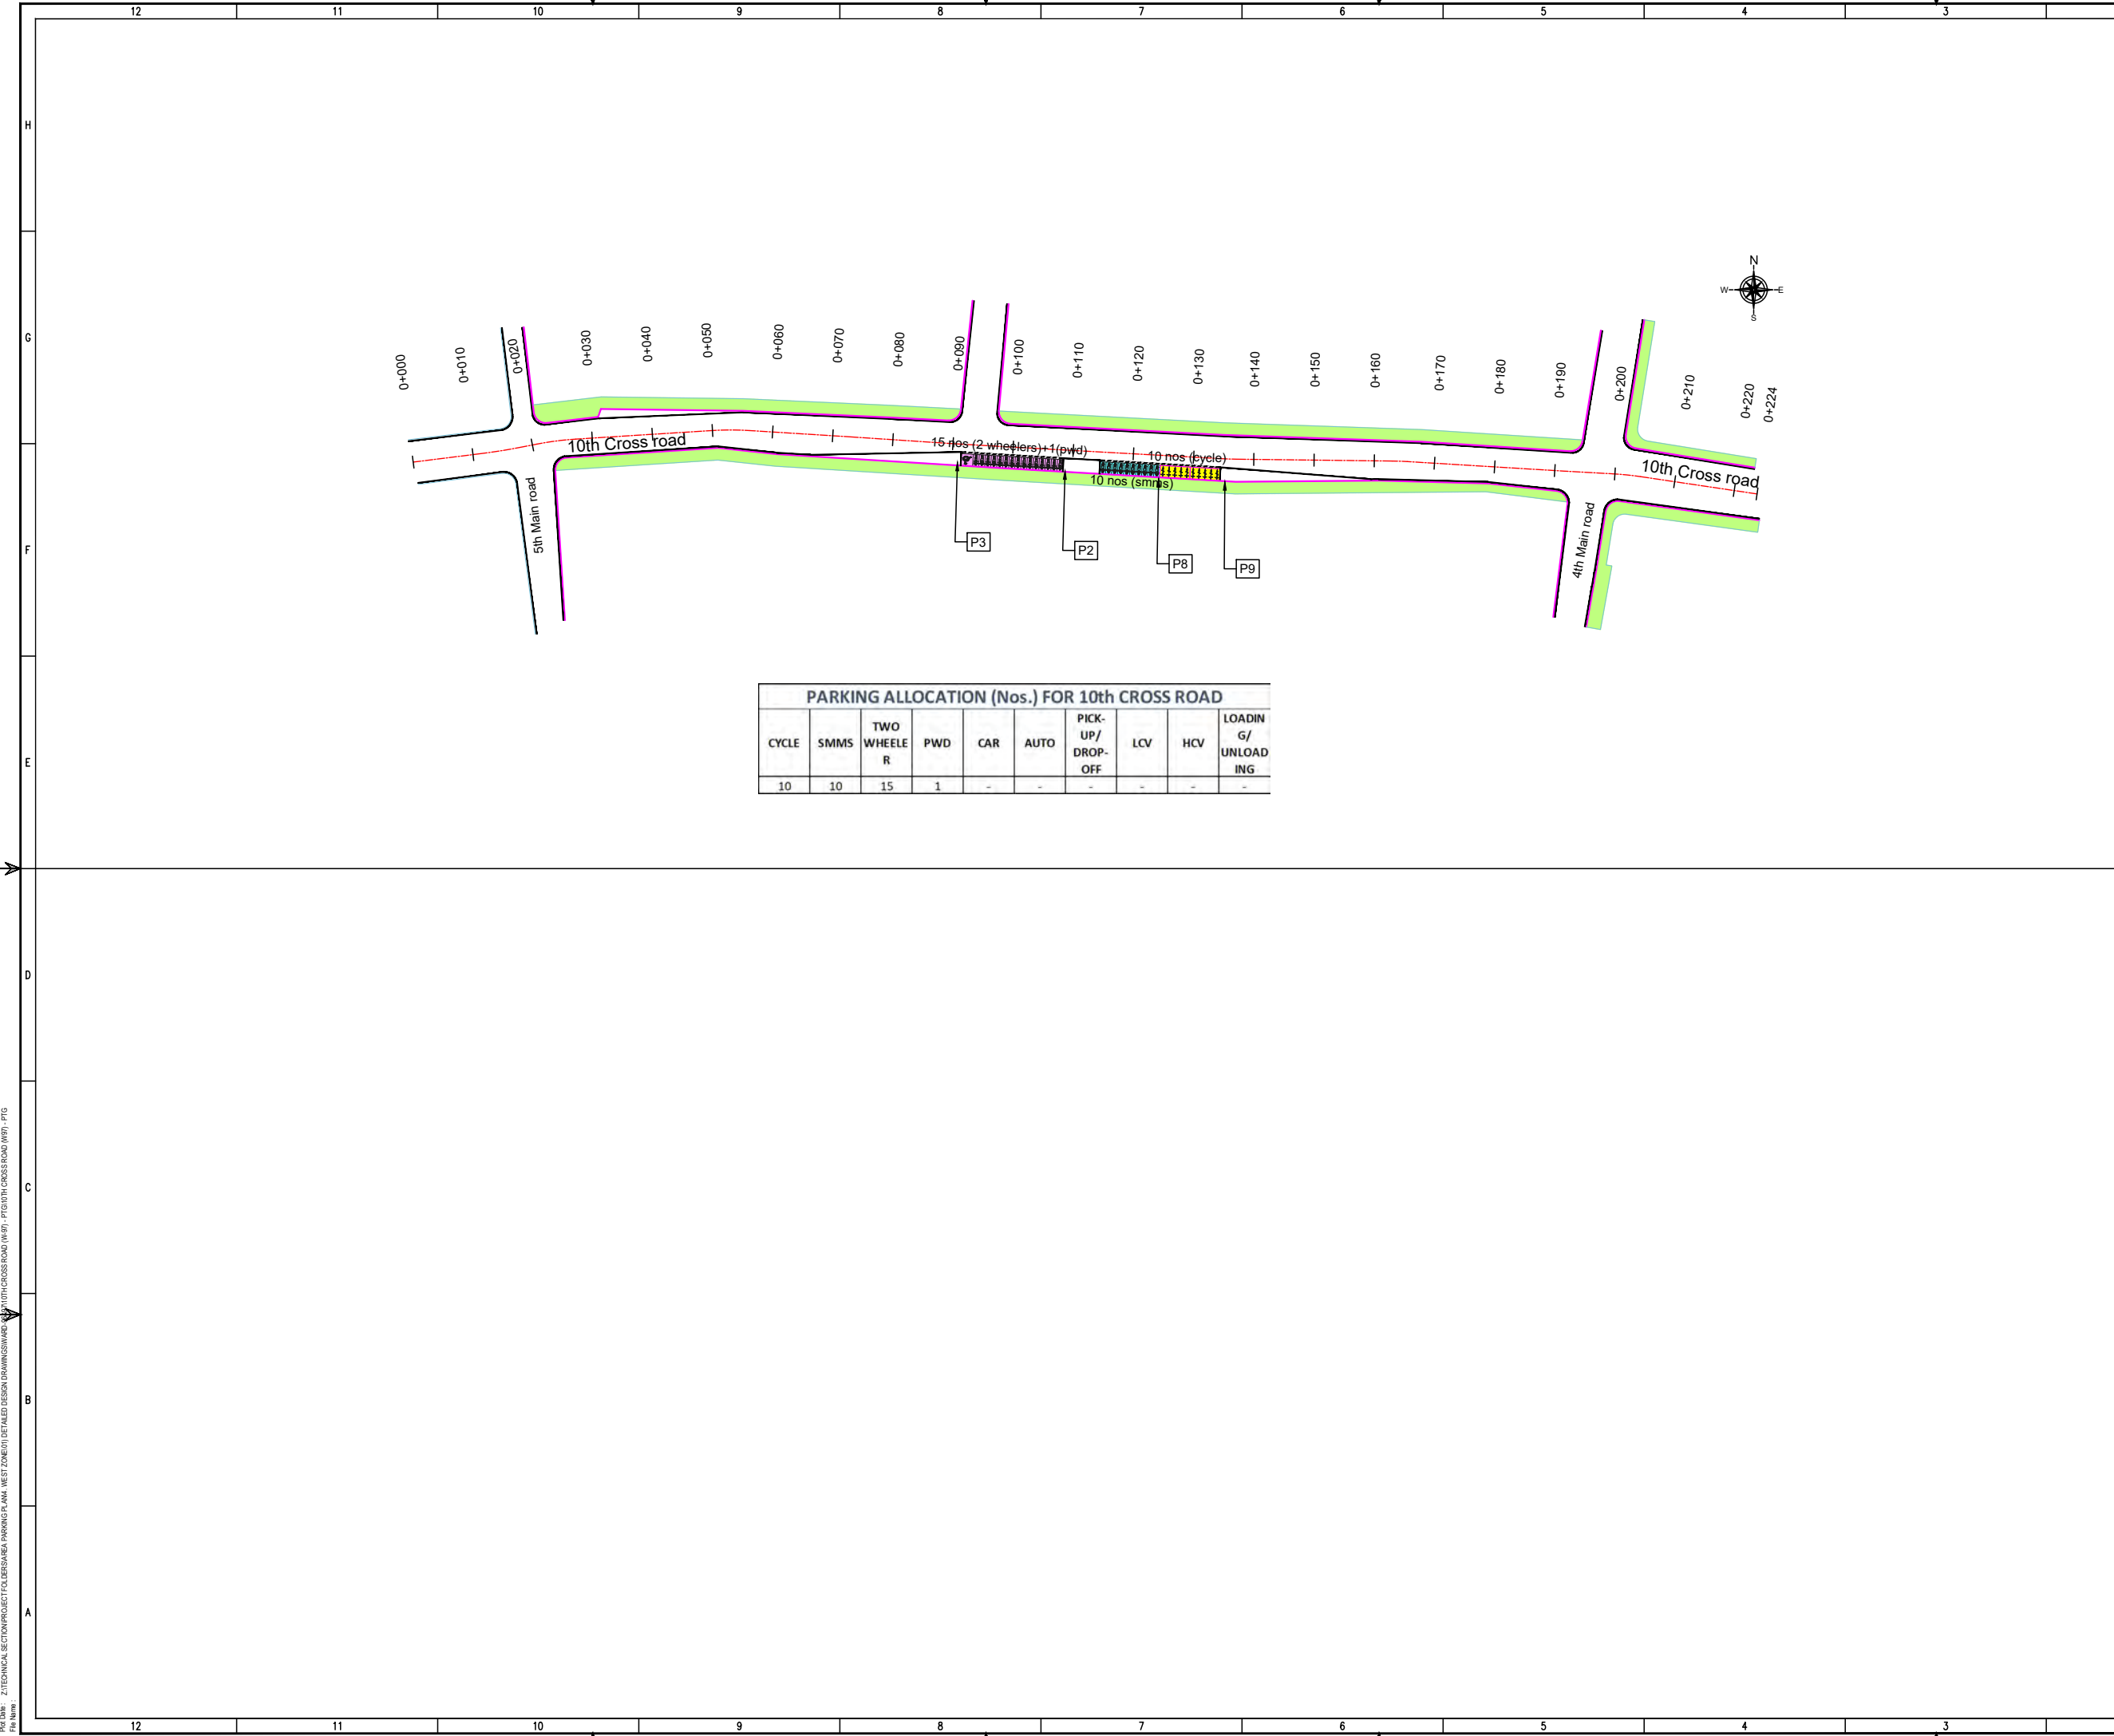 12 11 10 9 8 7 6 5 4 3
H
G
F
E
D
C
B
A
N
W E
S
0+000 0+010 0+020 0+030 0+040 0+050 0+060 0+070 0+080 0+090 0+100 0+110 0+120 0+130 0+140 0+150 0+160 0+170 0+180 0+190 0+200 0+210 0+220 0+224
10th Cross road
15 nos (2 wheelers)+1(pwd)
10 nos (cycle)
10 nos (smms)
10th Cross road
5th Main road
4th Main road
P3
P2
P8
P9
PARKING ALLOCATION (Nos.) FOR 10th CROSS ROAD
CYCLE SMMS TWO WHEELE R PWD CAR AUTO PICK-UP/ DROP-OFF LCV HCV LOADIN G/ UNLOAD ING
10 10 15 1 - - - - - -
Plot Date :
File Name :
12 11 10 9 8 7 6 5 4 3